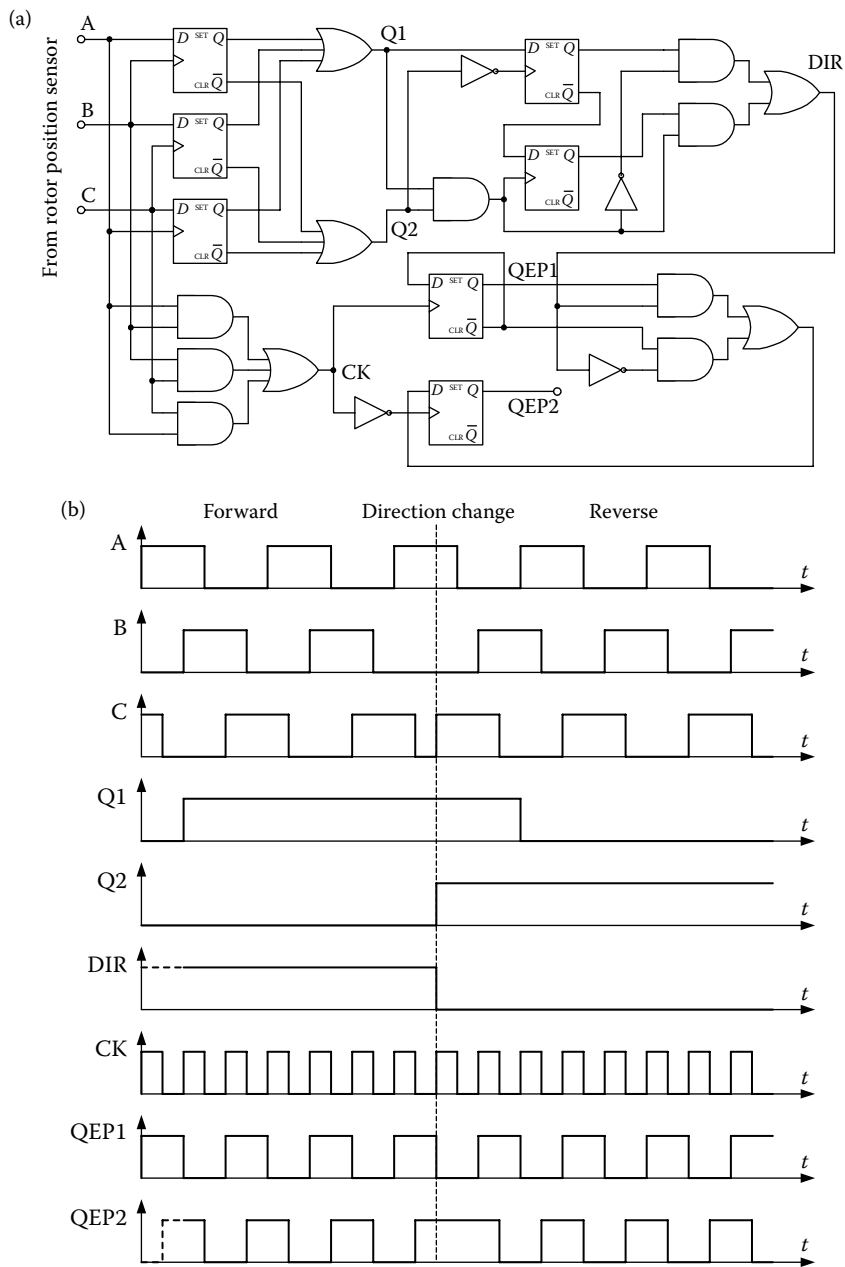 (a)
A
B
C
From rotor position sensor
D SET Q
CLR Q̅
D SET Q
CLR Q̅
D SET Q
CLR Q̅
Q1
Q2
D SET Q
CLR Q̅
D SET Q
CLR Q̅
DIR
CK
D SET Q
CLR Q̅
QEP1
D SET Q
CLR Q̅
QEP2
(b)
Forward
Direction change
Reverse
A
t
B
t
C
t
Q1
t
Q2
t
DIR
t
CK
t
QEP1
t
QEP2
t